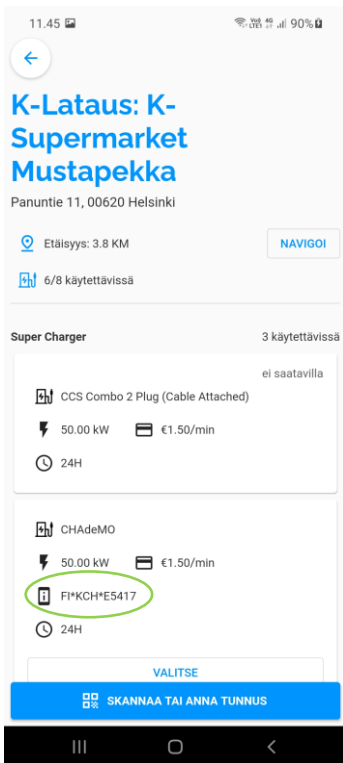 11.45 90%
K-Lataus: K-
Supermarket
Mustapekka
Panuntie 11, 00620 Helsinki
Etäisyys: 3.8 KM NAVIGOI
6/8 käytettävissä
Super Charger 3 käytettävissä
ei saatavilla
CCS Combo 2 Plug (Cable Attached)
50.00 kW €1.50/min
24H
CHAdeMO
50.00 kW €1.50/min
FI*KCH*E5417
24H
VALITSE
SKANNAA TAI ANNA TUNNUS